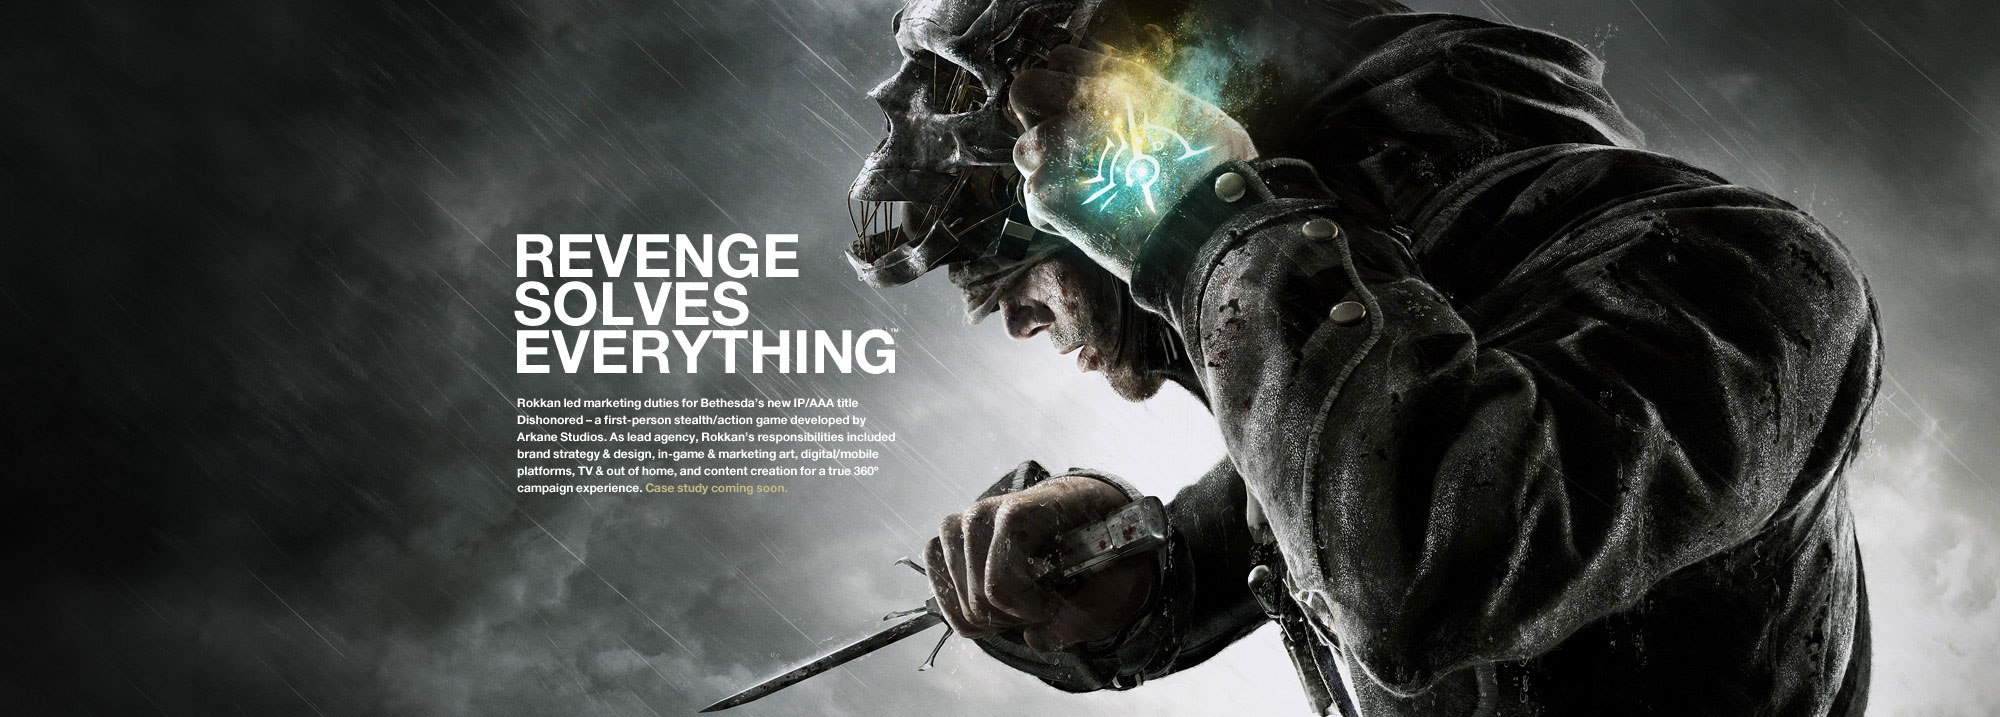 REVENGE
SOLVES
EVERYTHING™
Rokkan led marketing duties for Bethesda's new IP/AAA title
Dishonored – a first-person stealth/action game developed by
Arkane Studios. As lead agency, Rokkan's responsibilities included
brand strategy & design, in-game & marketing art, digital/mobile
platforms, TV & out of home, and content creation for a true 360º
campaign experience. Case study coming soon.